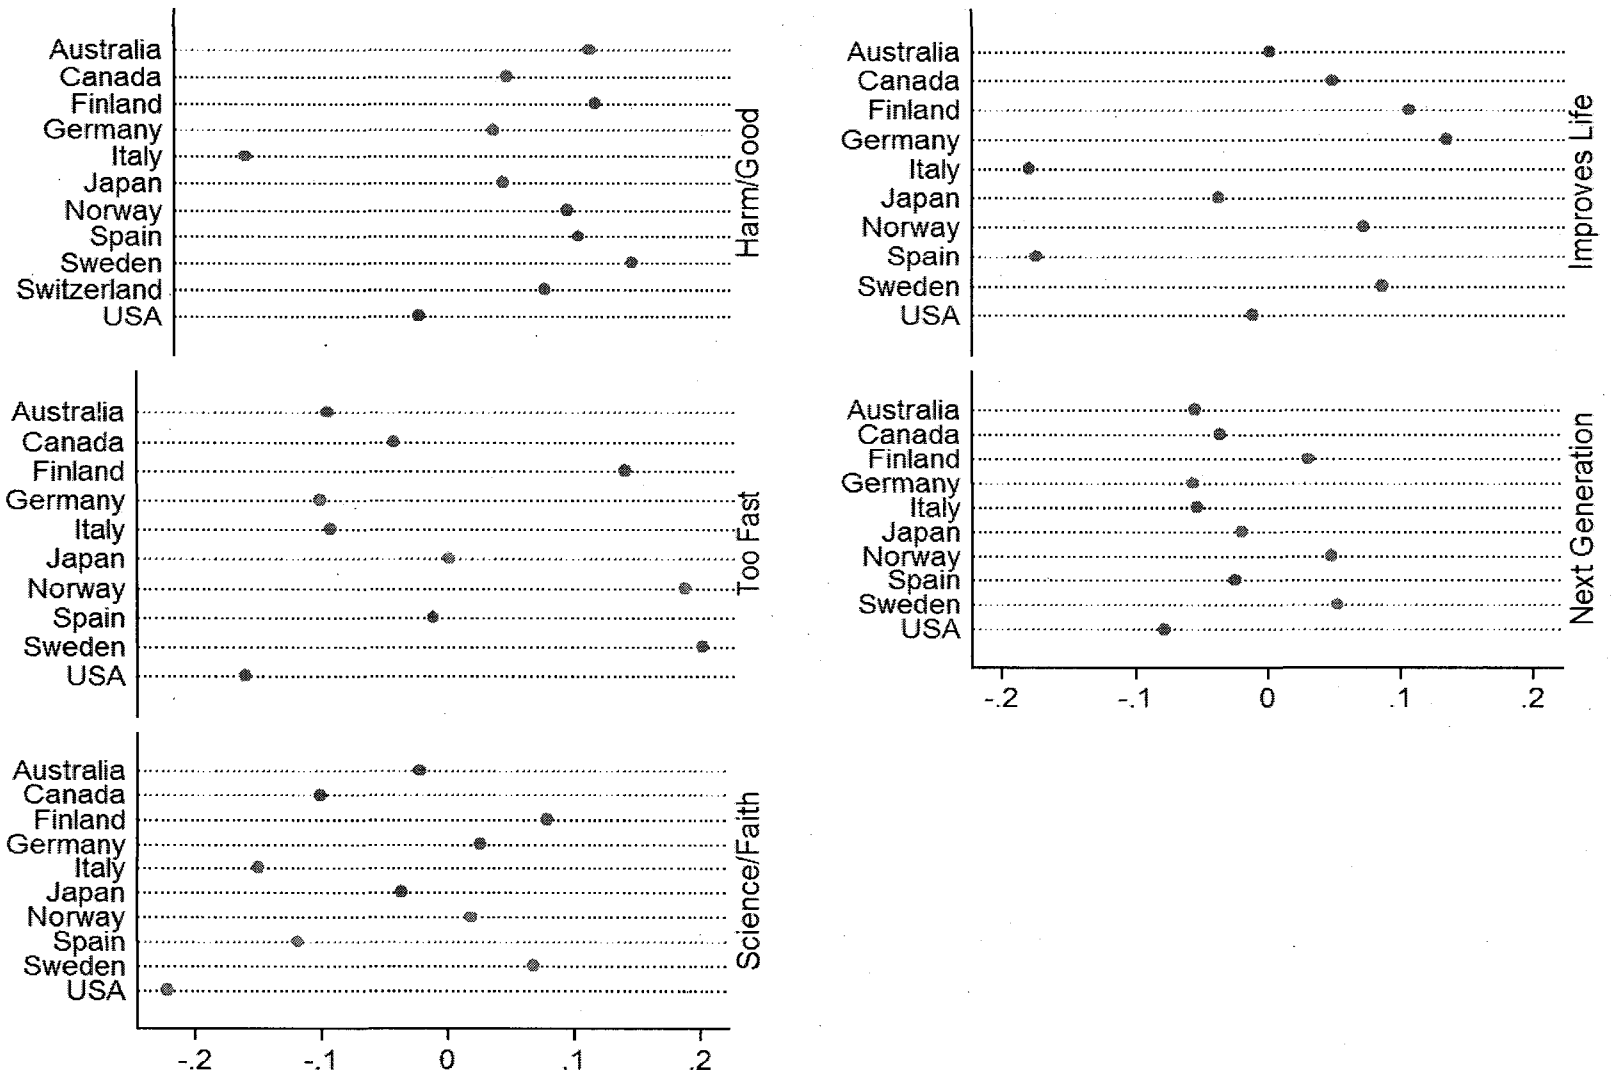 Australia
Canada
Finland
Germany
Italy
Japan
Norway
Spain
Sweden
Switzerland
USA
Harm/Good
Australia
Canada
Finland
Germany
Italy
Japan
Norway
Spain
Sweden
USA
Improves Life
Australia
Canada
Finland
Germany
Italy
Japan
Norway
Spain
Sweden
USA
Too Fast
Australia
Canada
Finland
Germany
Italy
Japan
Norway
Spain
Sweden
USA
Next Generation
-.2 -.1 0 .1 .2
Australia
Canada
Finland
Germany
Italy
Japan
Norway
Spain
Sweden
USA
Science/Faith
-.2 -.1 0 .1 .2